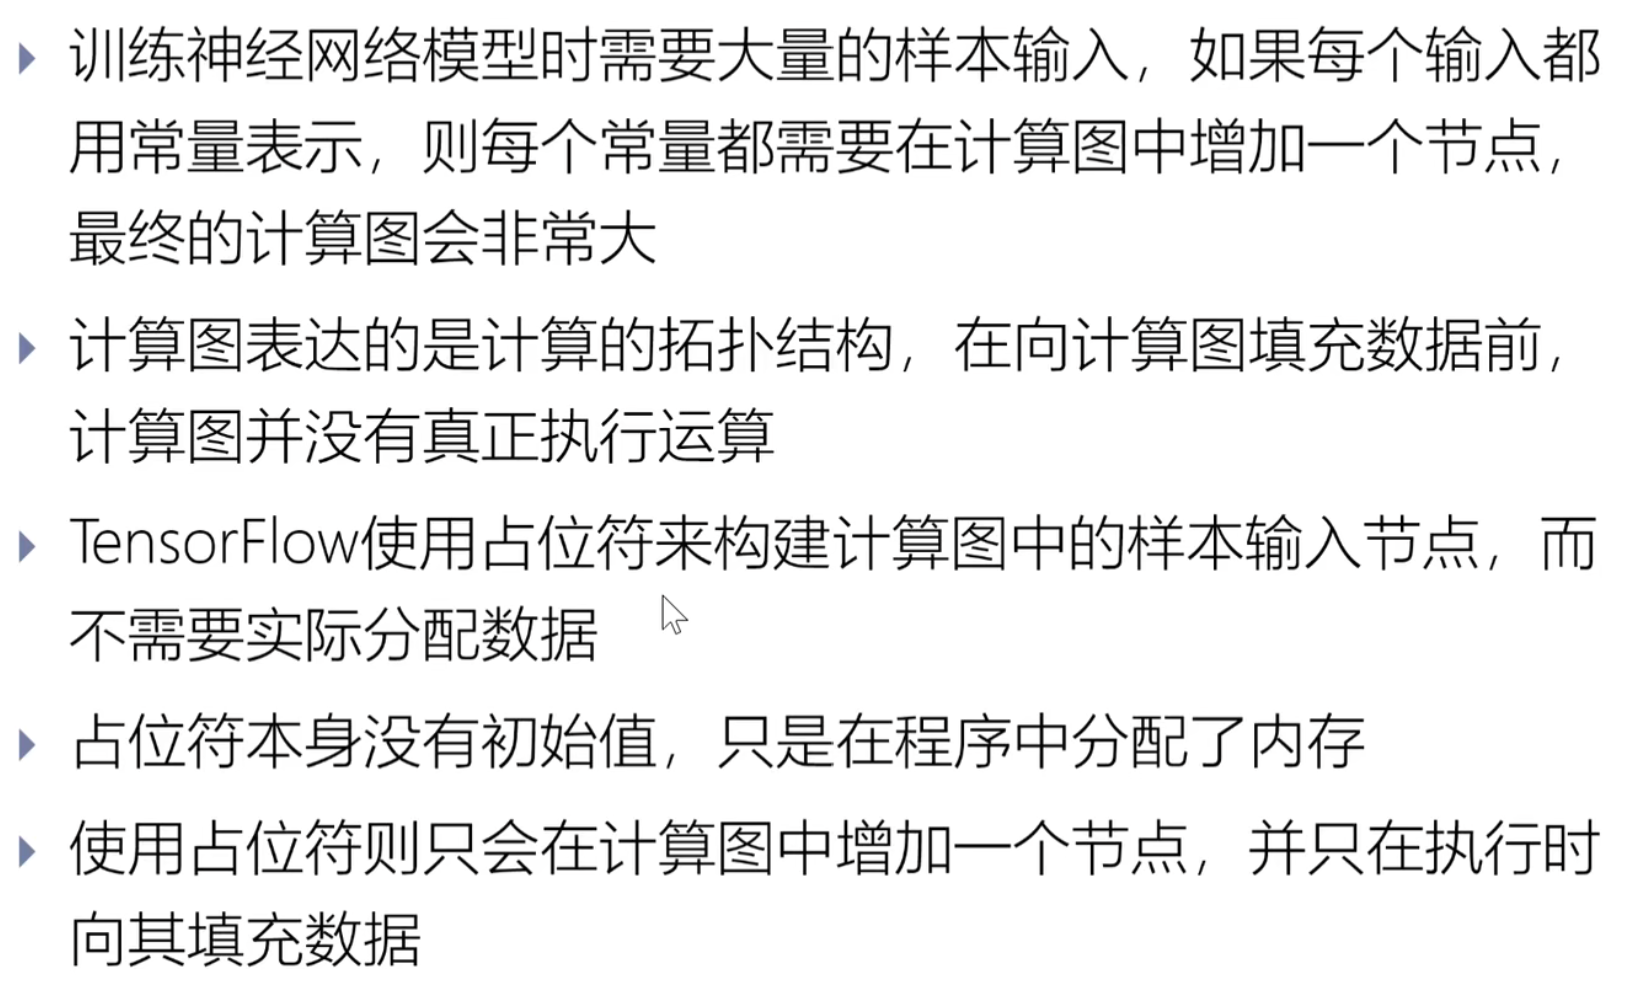 训练神经网络模型时需要大量的样本输入，如果每个输入都
用常量表示，则每个常量都需要在计算图中增加一个节点，
最终的计算图会非常大
计算图表达的是计算的拓扑结构，在向计算图填充数据前，
计算图并没有真正执行运算
TensorFlow使用占位符来构建计算图中的样本输入节点，而
不需要实际分配数据
占位符本身没有初始值，只是在程序中分配了内存
使用占位符则只会在计算图中增加一个节点，并只在执行时
向其填充数据